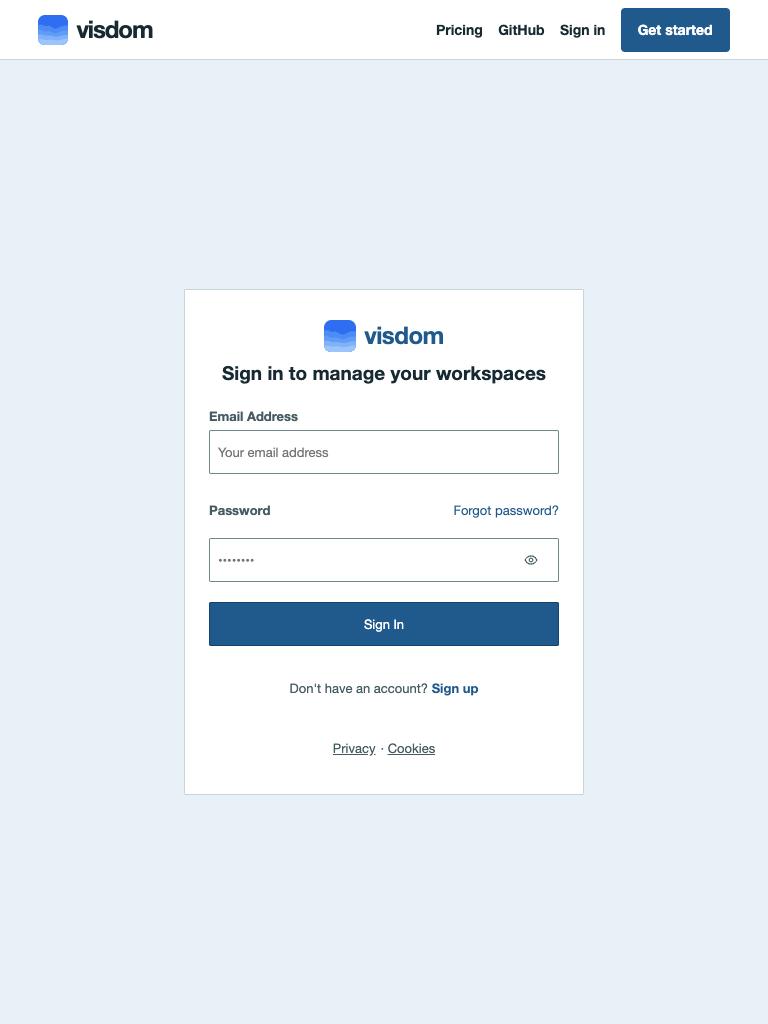 visdom
Pricing GitHub Sign in Get started
visdom
Sign in to manage your workspaces
Email Address
Your email address
Password Forgot password?
••••••••
Sign In
Don't have an account? Sign up
Privacy · Cookies